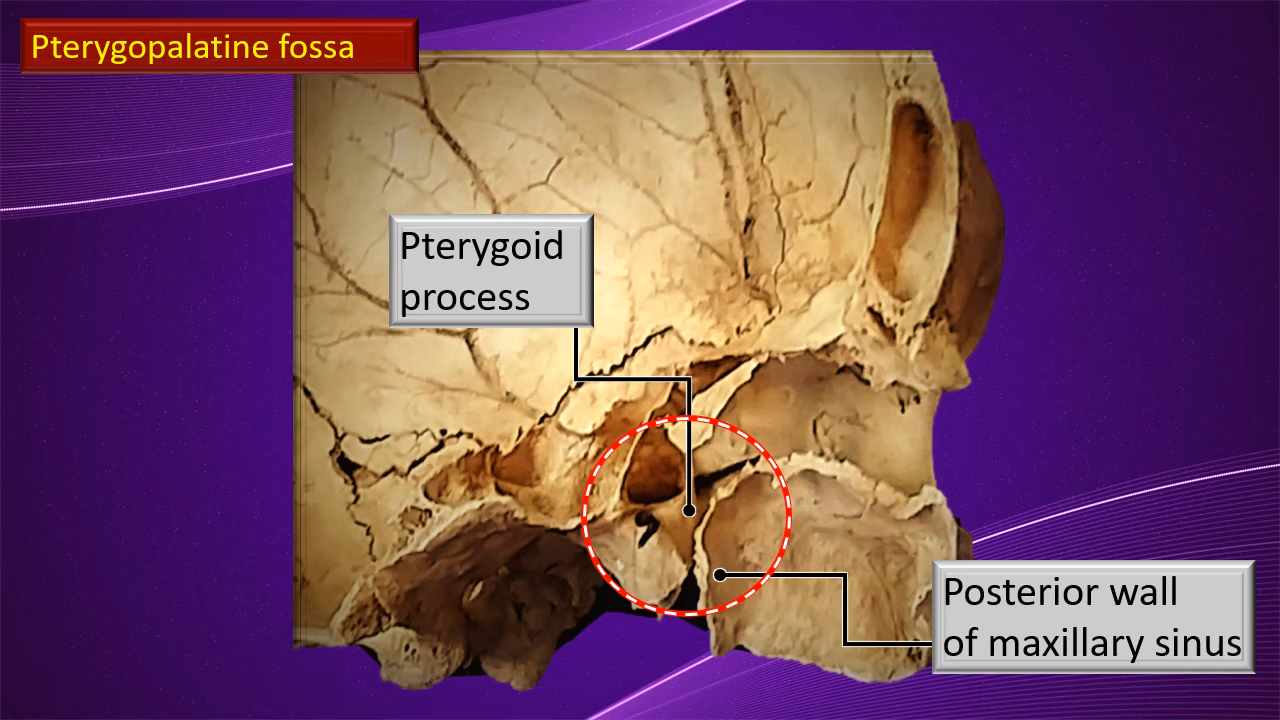 Pterygopalatine fossa
Pterygoid
process
Posterior wall
of maxillary sinus